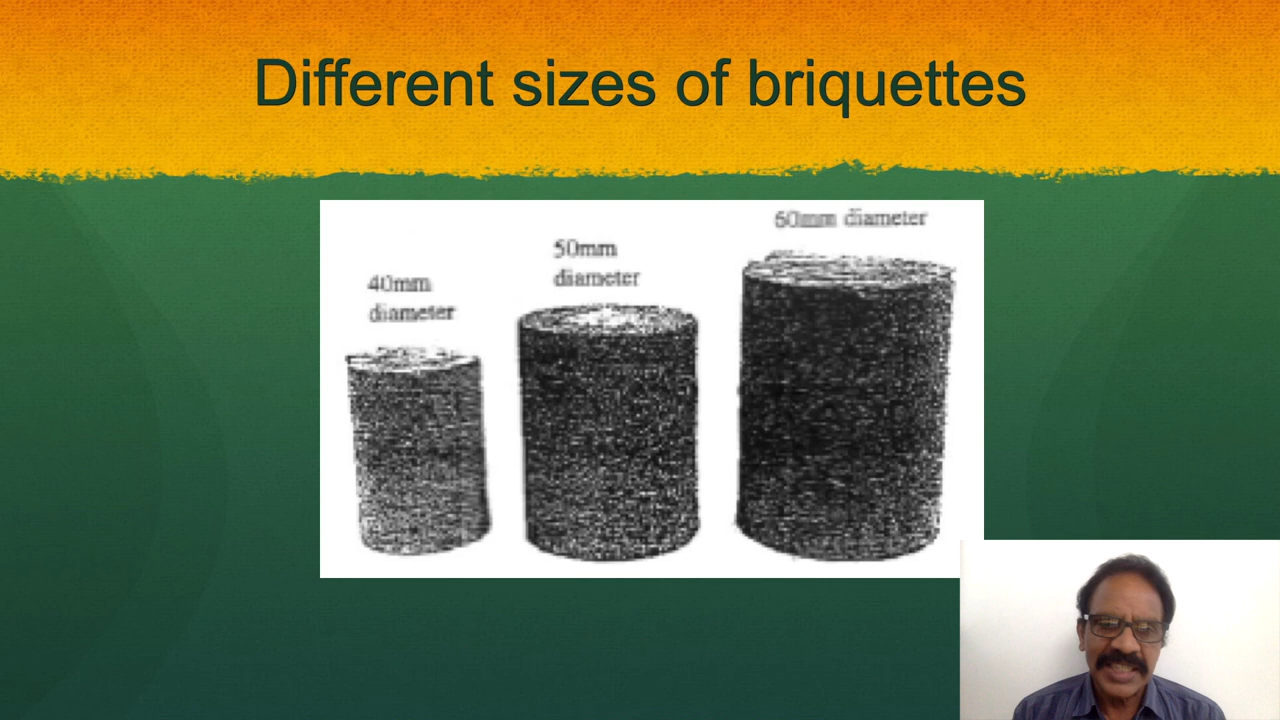 Different sizes of briquettes
40mm
diameter
50mm
diameter
60mm diameter